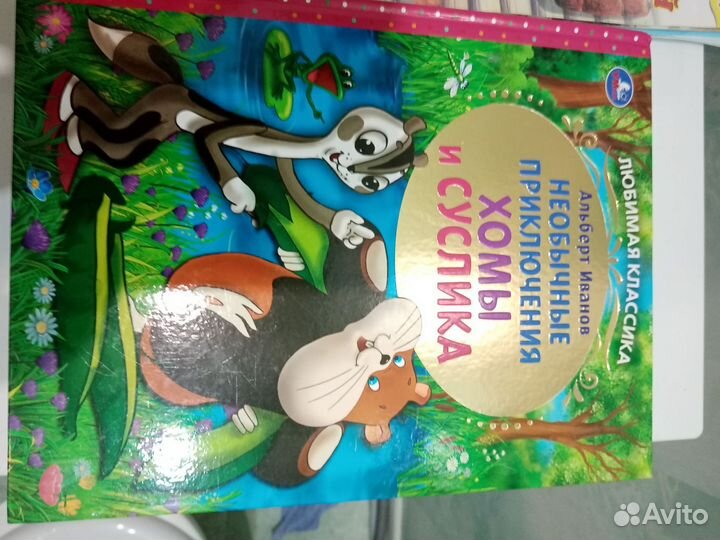 ЛЮБИМАЯ КЛАССИКА
Альберт Иванов
НЕОБЫЧНЫЕ
ПРИКЛЮЧЕНИЯ
ХОМЫ
И СУСЛИКА
Avito